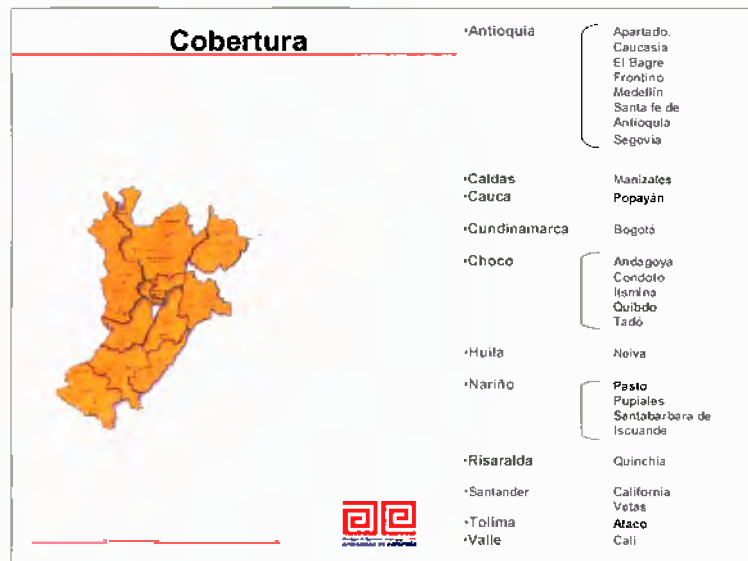 Cobertura
•Antioquia
Apartado.
Caucasia
El Bagre
Frontino
Medellín
Santa fe de
Antioquia
Segovia
•Caldas Manizales
•Cauca Popayán
•Cundinamarca Bogotá
•Choco
Andagoya
Condoto
Itsmina
Quibdo
Tadó
•Huila Neiva
•Nariño
Pasto
Pupiales
Santabarbara de
Iscuande
•Risaralda Quinchia
•Santander California
Vetas
•Tolima Ataco
•Valle Cali